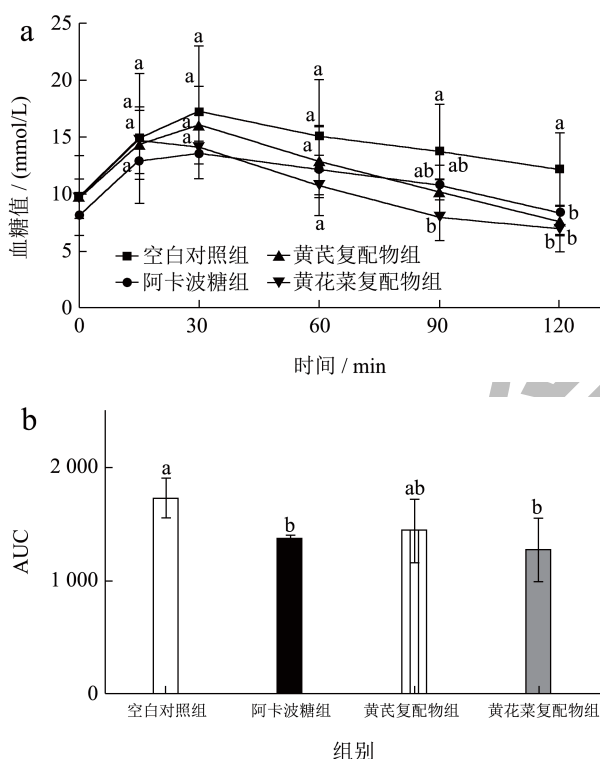 a
25
20
15
10
5
0
血糖值 / (mmol/L)
a
a
a
a
a
a
a
a
a
a
a
a
a
ab
ab
b
a
b
b
b
空白对照组 黄芪复配物组
阿卡波糖组 黄花菜复配物组
0 30 60 90 120
时间 / min
b
2 000
1 000
0
AUC
a
b
ab
b
空白对照组 阿卡波糖组 黄芪复配物组 黄花菜复配物组
组别